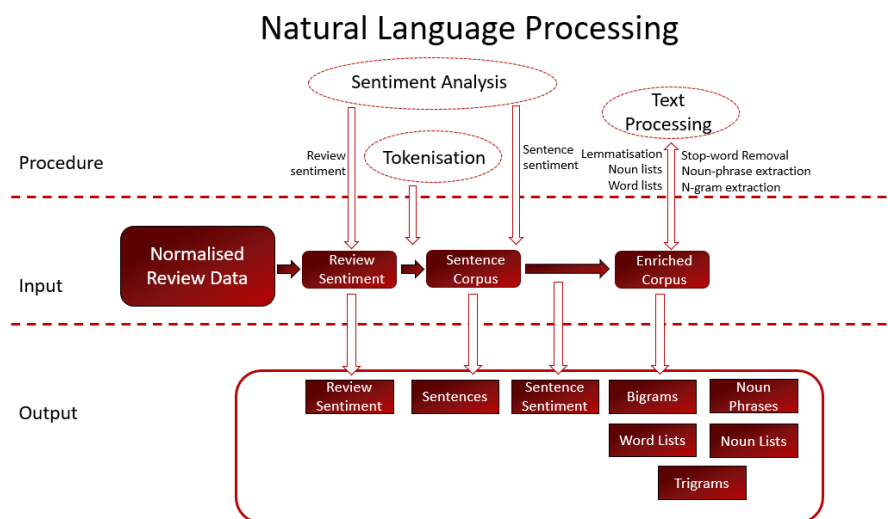 Natural Language Processing
Sentiment Analysis
Text
Processing
Tokenisation
Procedure
Review
sentiment
Sentence
sentiment
Lemmatisation
Noun lists
Word lists
Stop-word Removal
Noun-phrase extraction
N-gram extraction
Input
Normalised
Review Data
Review
Sentiment
Sentence
Corpus
Enriched
Corpus
Output
Review
Sentiment
Sentences
Sentence
Sentiment
Bigrams
Noun
Phrases
Word Lists
Noun Lists
Trigrams